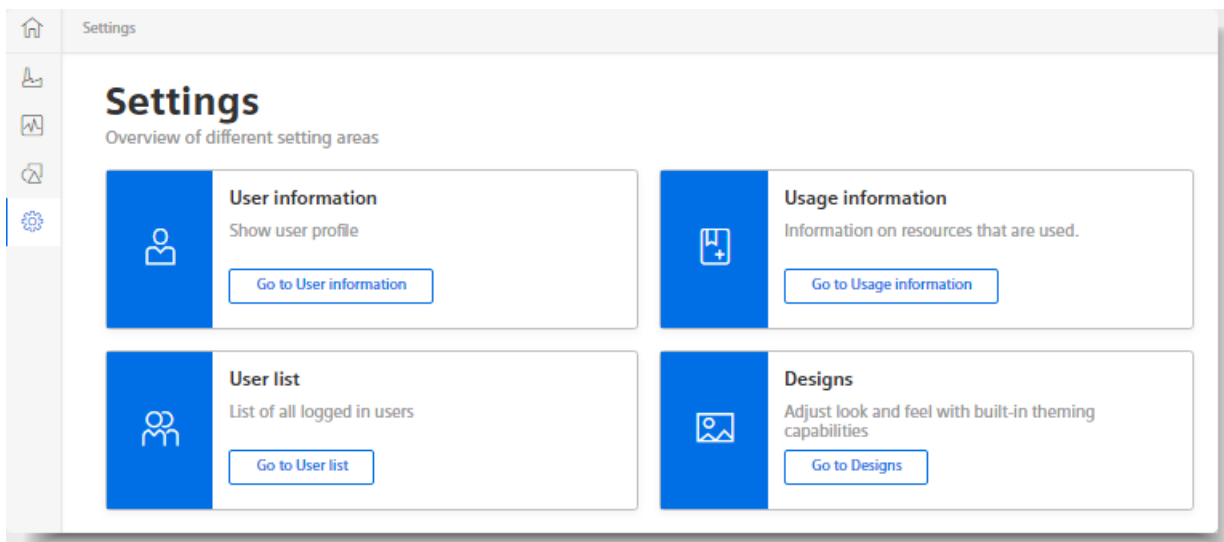 Settings
Settings
Overview of different setting areas
User information
Show user profile
Go to User information
Usage information
Information on resources that are used.
Go to Usage information
User list
List of all logged in users
Go to User list
Designs
Adjust look and feel with built-in theming
capabilities
Go to Designs